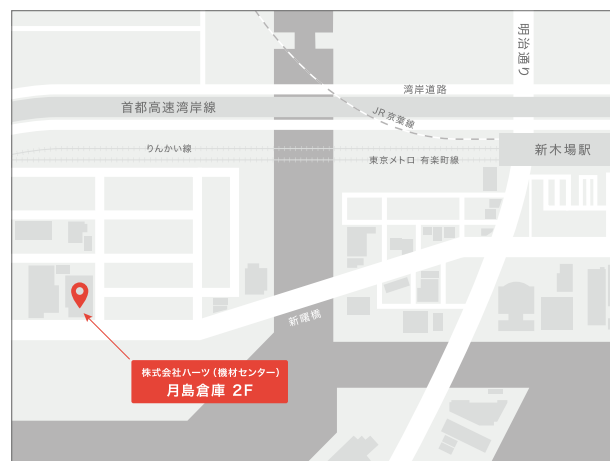 明治通り
湾岸道路
首都高速湾岸線
JR京葉線
りんかい線
新木場駅
東京メトロ 有楽町線
新曙橋
株式会社ハーツ(機材センター)
月島倉庫 2F